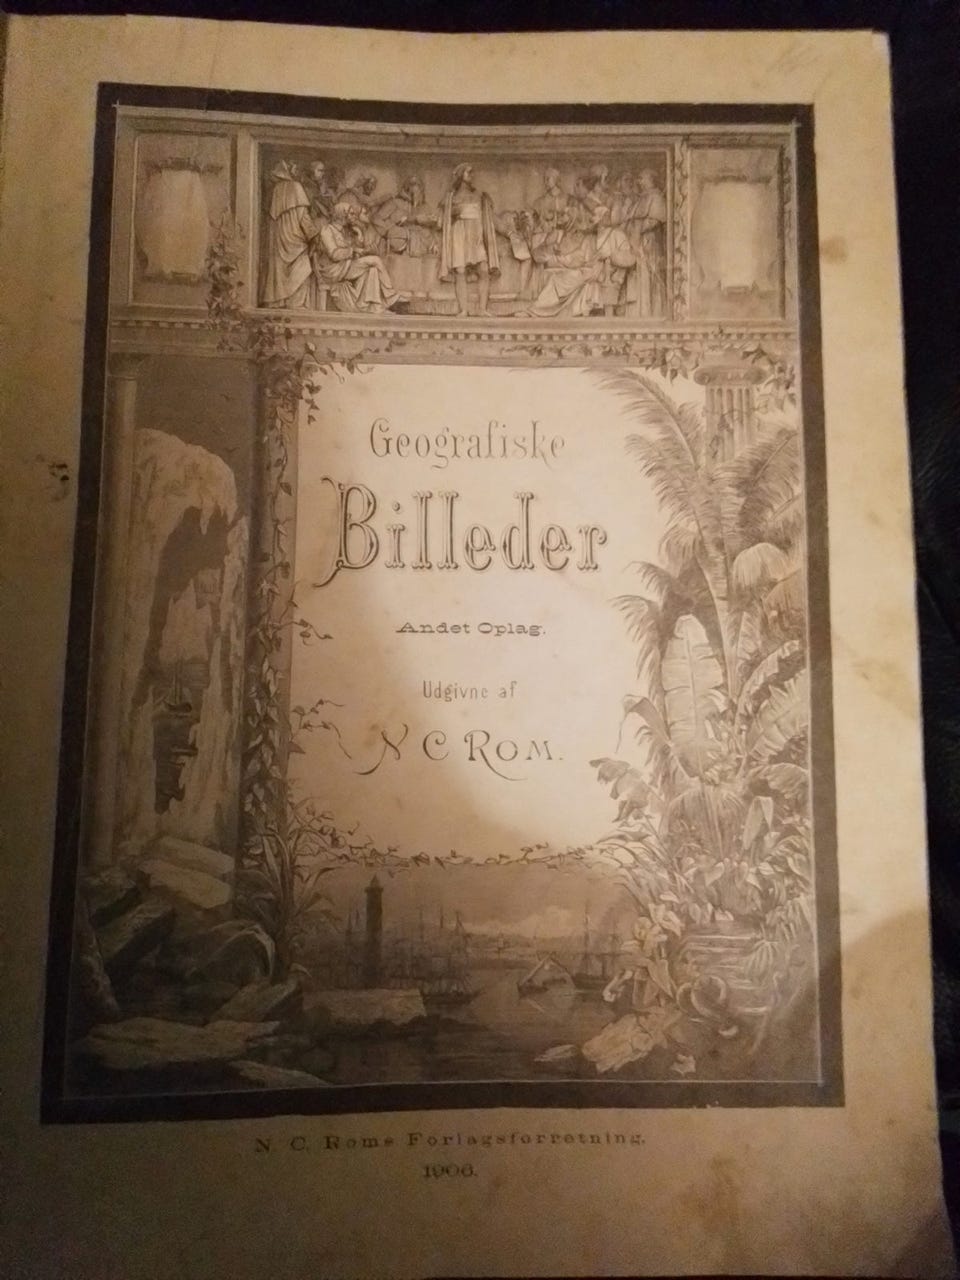 Geografiske
Billeder
Andet Oplag.
Udgivne af
N C ROM.
N. C. Roms Forlagsforretning.
1906.